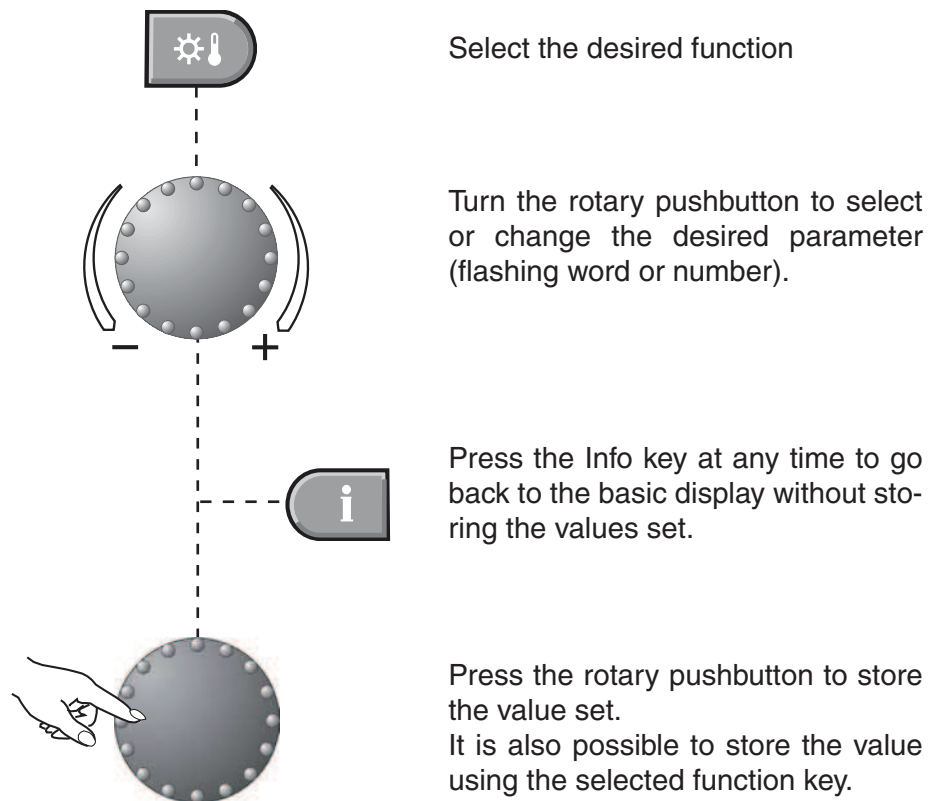 Select the desired function
Turn the rotary pushbutton to select
or change the desired parameter
(flashing word or number).
– +
Press the Info key at any time to go
back to the basic display without sto-
ring the values set.
i
Press the rotary pushbutton to store
the value set.
It is also possible to store the value
using the selected function key.